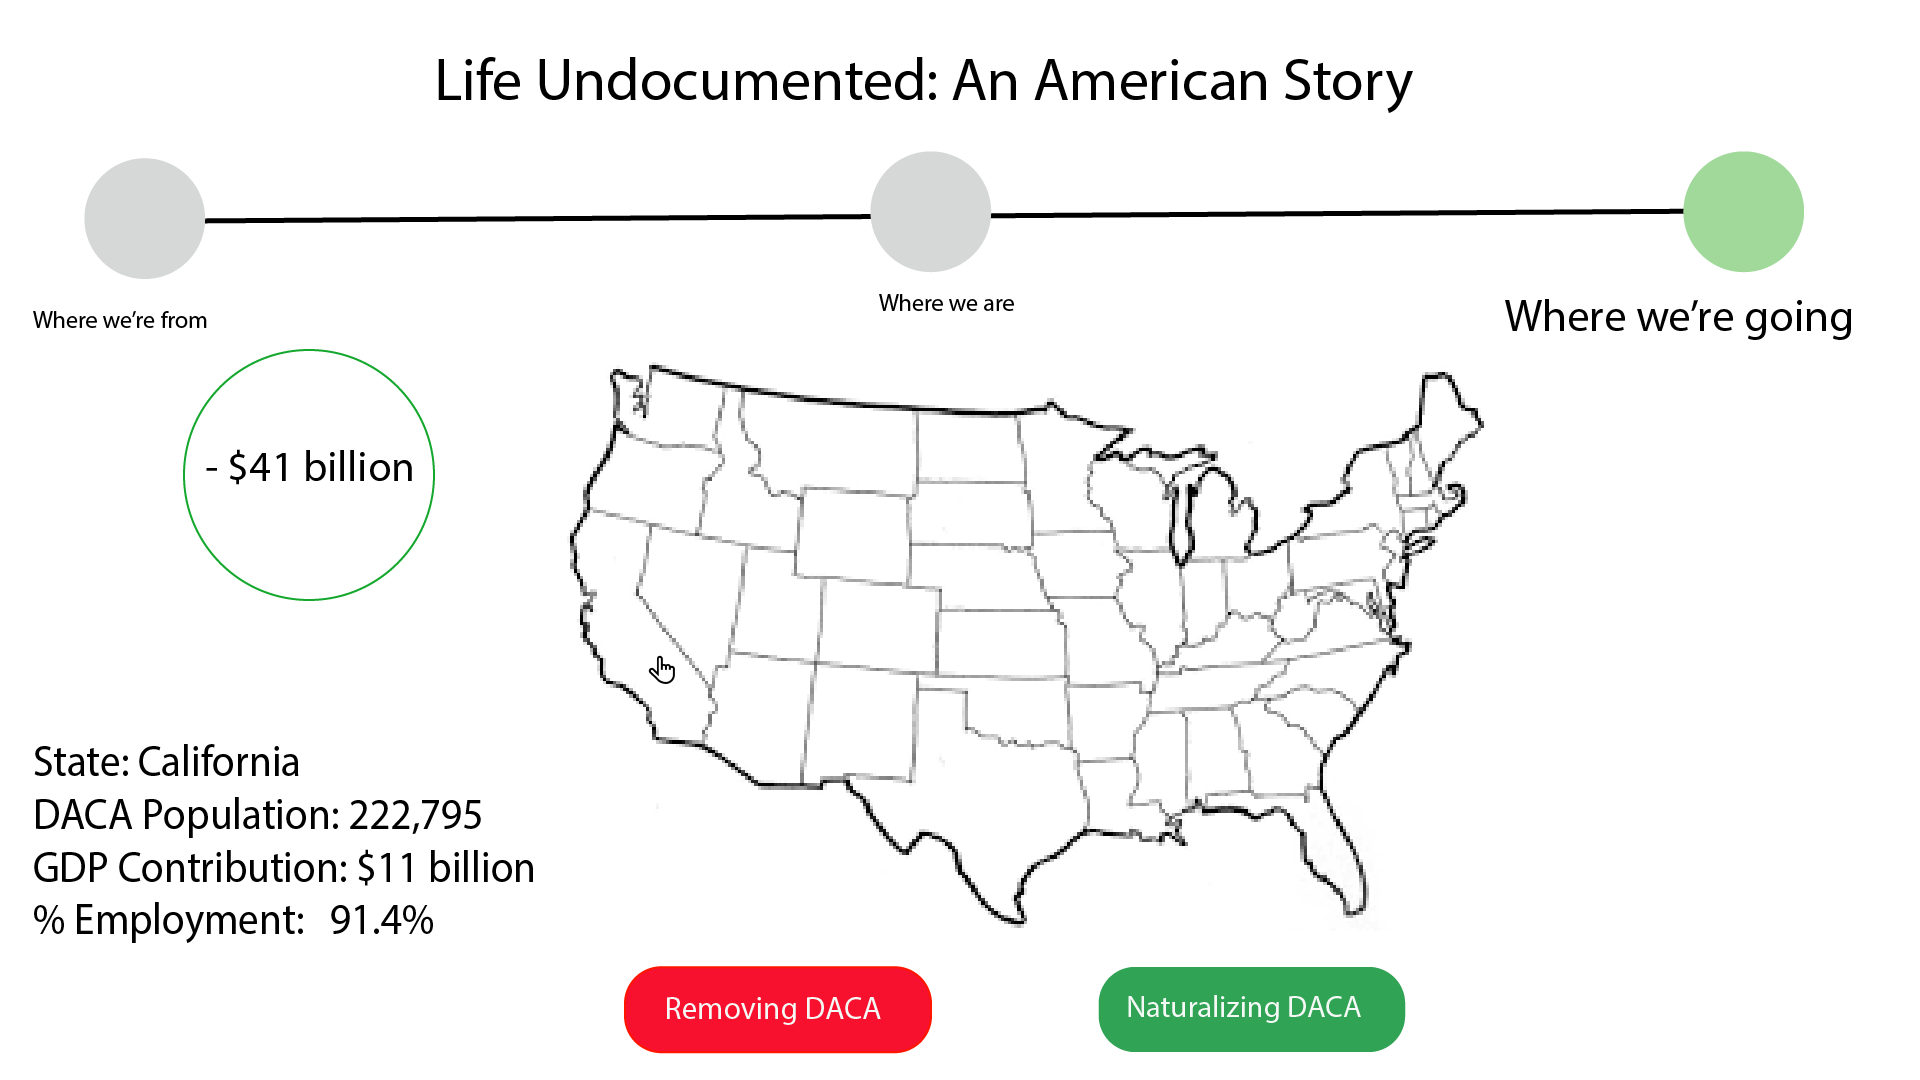 Life Undocumented: An American Story
Where we’re from
Where we are
Where we’re going
- $41 billion
State: California
DACA Population: 222,795
GDP Contribution: $11 billion
% Employment: 91.4%
Removing DACA
Naturalizing DACA